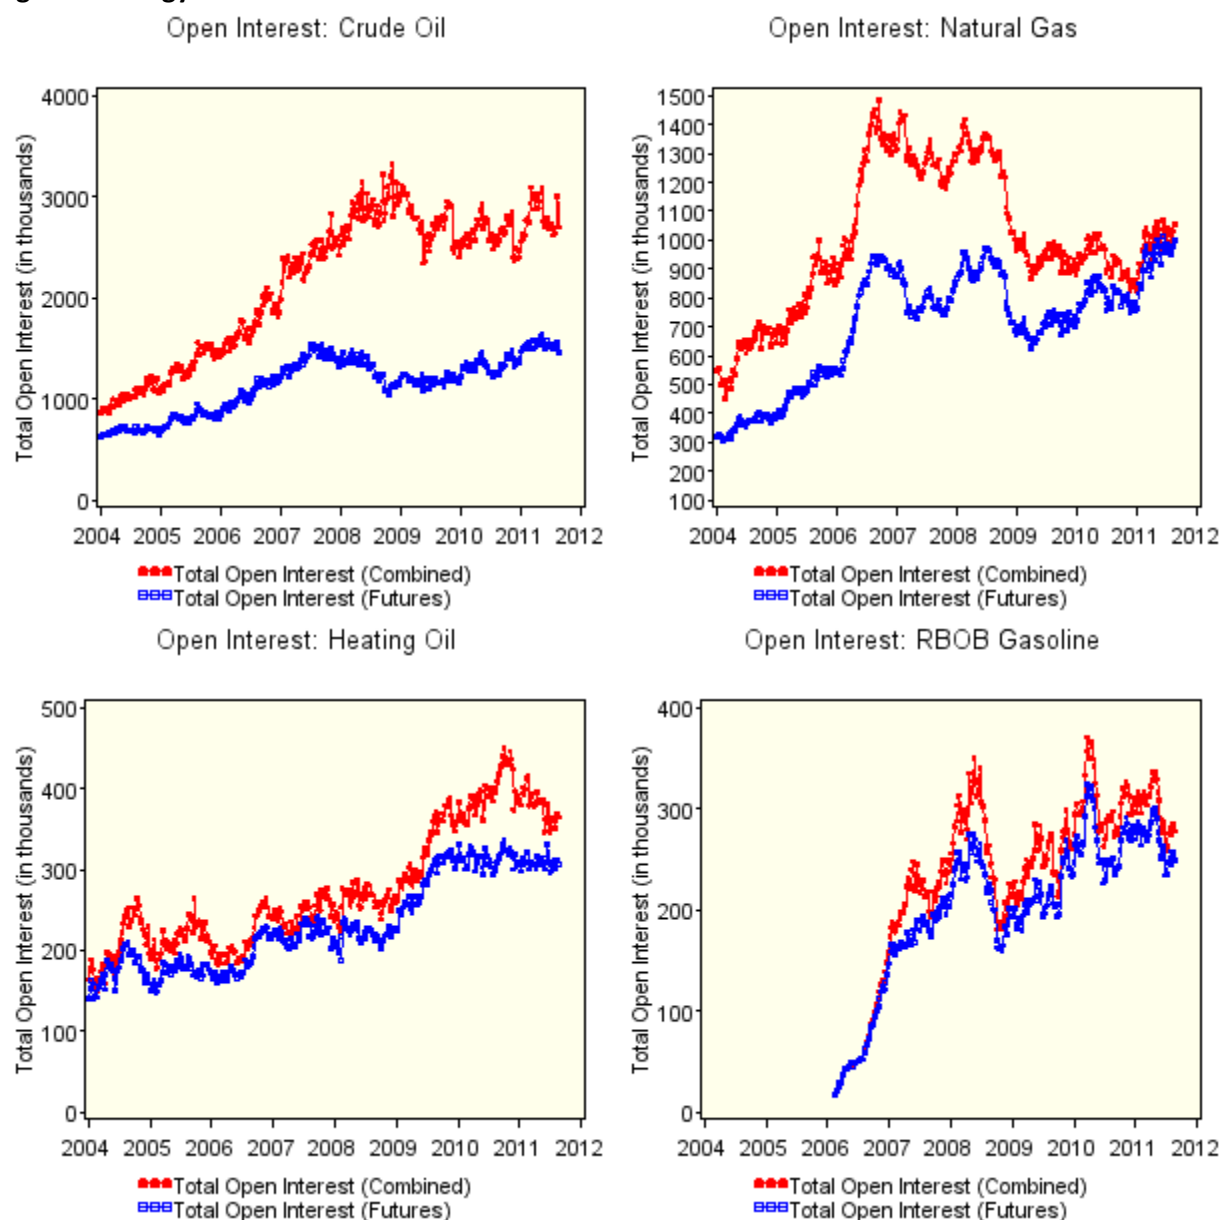 Open Interest: Crude Oil
Total Open Interest (in thousands)
4000
3000
2000
1000
0
2004 2005 2006 2007 2008 2009 2010 2011 2012
Total Open Interest (Combined)
Total Open Interest (Futures)
Open Interest: Natural Gas
Total Open Interest (in thousands)
1500
1400
1300
1200
1100
1000
900
800
700
600
500
400
300
200
100
2004 2005 2006 2007 2008 2009 2010 2011 2012
Total Open Interest (Combined)
Total Open Interest (Futures)
Open Interest: Heating Oil
Total Open Interest (in thousands)
500
400
300
200
100
0
2004 2005 2006 2007 2008 2009 2010 2011 2012
Total Open Interest (Combined)
Total Open Interest (Futures)
Open Interest: RBOB Gasoline
Total Open Interest (in thousands)
400
300
200
100
0
2004 2005 2006 2007 2008 2009 2010 2011 2012
Total Open Interest (Combined)
Total Open Interest (Futures)